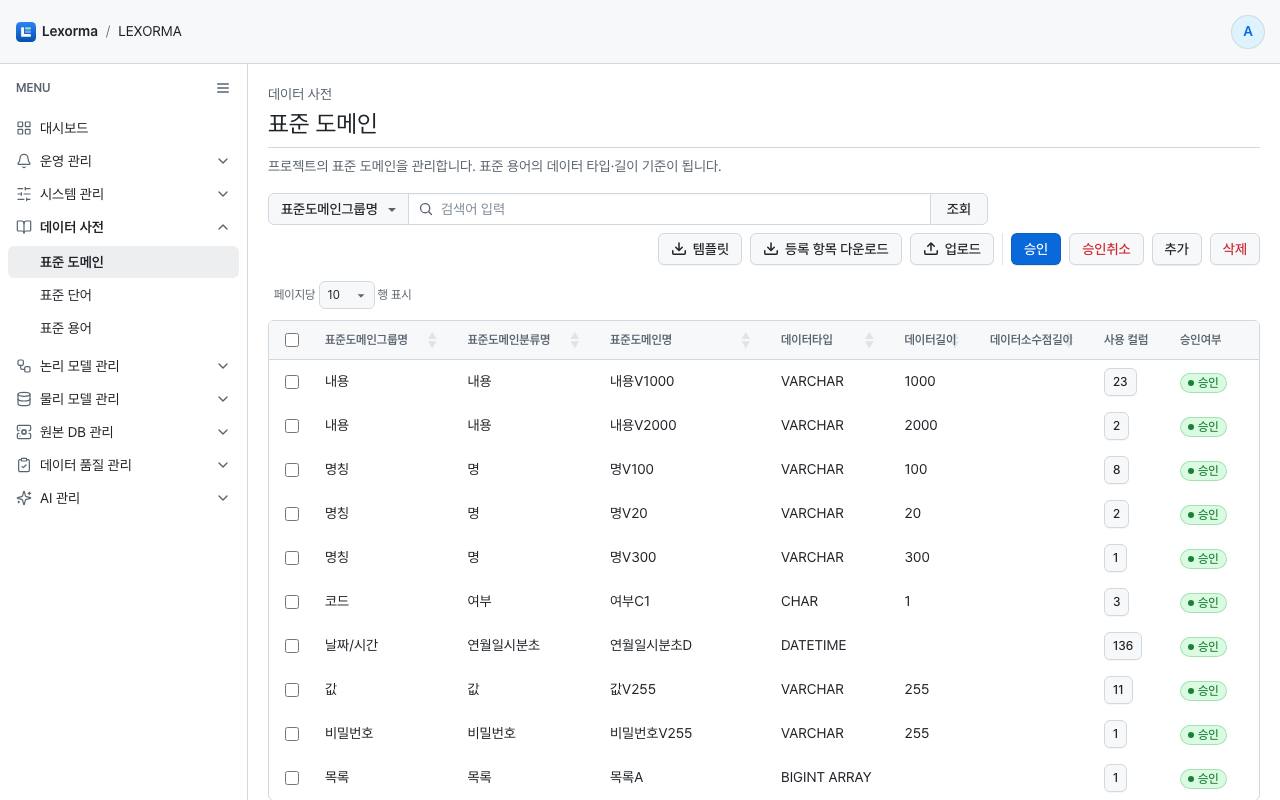 Lexorma / LEXORMA
A
MENU
대시보드
운영 관리
시스템 관리
데이터 사전
표준 도메인
표준 단어
표준 용어
논리 모델 관리
물리 모델 관리
원본 DB 관리
데이터 품질 관리
AI 관리
데이터 사전
표준 도메인
프로젝트의 표준 도메인을 관리합니다. 표준 용어의 데이터 타입·길이 기준이 됩니다.
표준도메인그룹명 검색어 입력 조회
템플릿 등록 항목 다운로드 업로드 승인 승인취소 추가 삭제
페이지당 10 행 표시
표준도메인그룹명 표준도메인분류명 표준도메인명 데이터타입 데이터길이 데이터소수점길이 사용 컬럼 승인여부
내용 내용 내용V1000 VARCHAR 1000 23 승인
내용 내용 내용V2000 VARCHAR 2000 2 승인
명칭 명 명V100 VARCHAR 100 8 승인
명칭 명 명V20 VARCHAR 20 2 승인
명칭 명 명V300 VARCHAR 300 1 승인
코드 여부 여부C1 CHAR 1 3 승인
날짜/시간 연월일시분초 연월일시분초D DATETIME 136 승인
값 값 값V255 VARCHAR 255 11 승인
비밀번호 비밀번호 비밀번호V255 VARCHAR 255 1 승인
목록 목록 목록A BIGINT ARRAY 1 승인